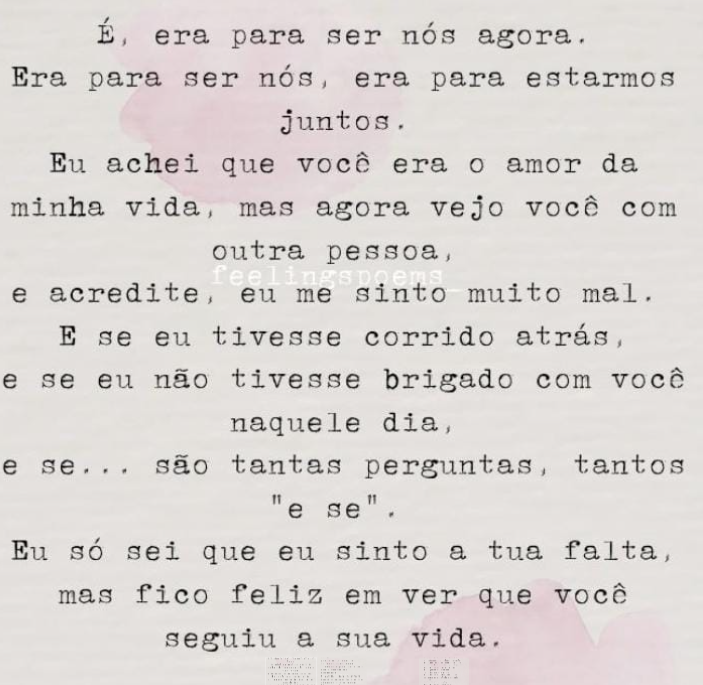 É, era para ser nós agora.
Era para ser nós, era para estarmos
juntos.
Eu achei que você era o amor da
minha vida, mas agora vejo você com
outra pessoa,
feelingspoems_
e acredite, eu me sinto muito mal.
E se eu tivesse corrido atrás,
e se eu não tivesse brigado com você
naquele dia,
e se... são tantas perguntas, tantos
"e se".
Eu só sei que eu sinto a tua falta,
mas fico feliz em ver que você
seguiu a sua vida.